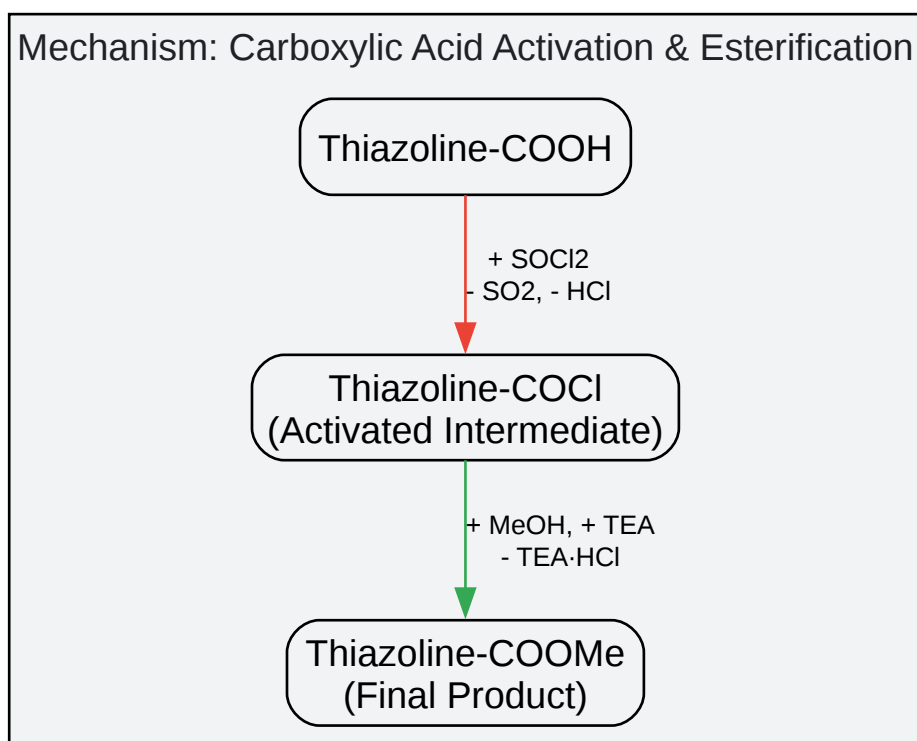 Mechanism: Carboxylic Acid Activation & Esterification
Thiazoline-COOH
+ SOCl2
- SO2, - HCl
Thiazoline-COCl
(Activated Intermediate)
+ MeOH, + TEA
- TEA·HCl
Thiazoline-COOMe
(Final Product)